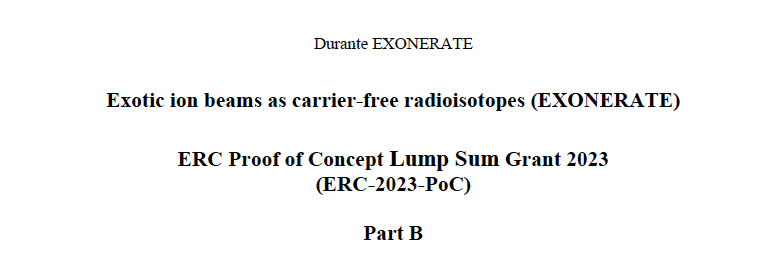 Durante EXONERATE
Exotic ion beams as carrier-free radioisotopes (EXONERATE)
ERC Proof of Concept Lump Sum Grant 2023
(ERC-2023-PoC)
Part B